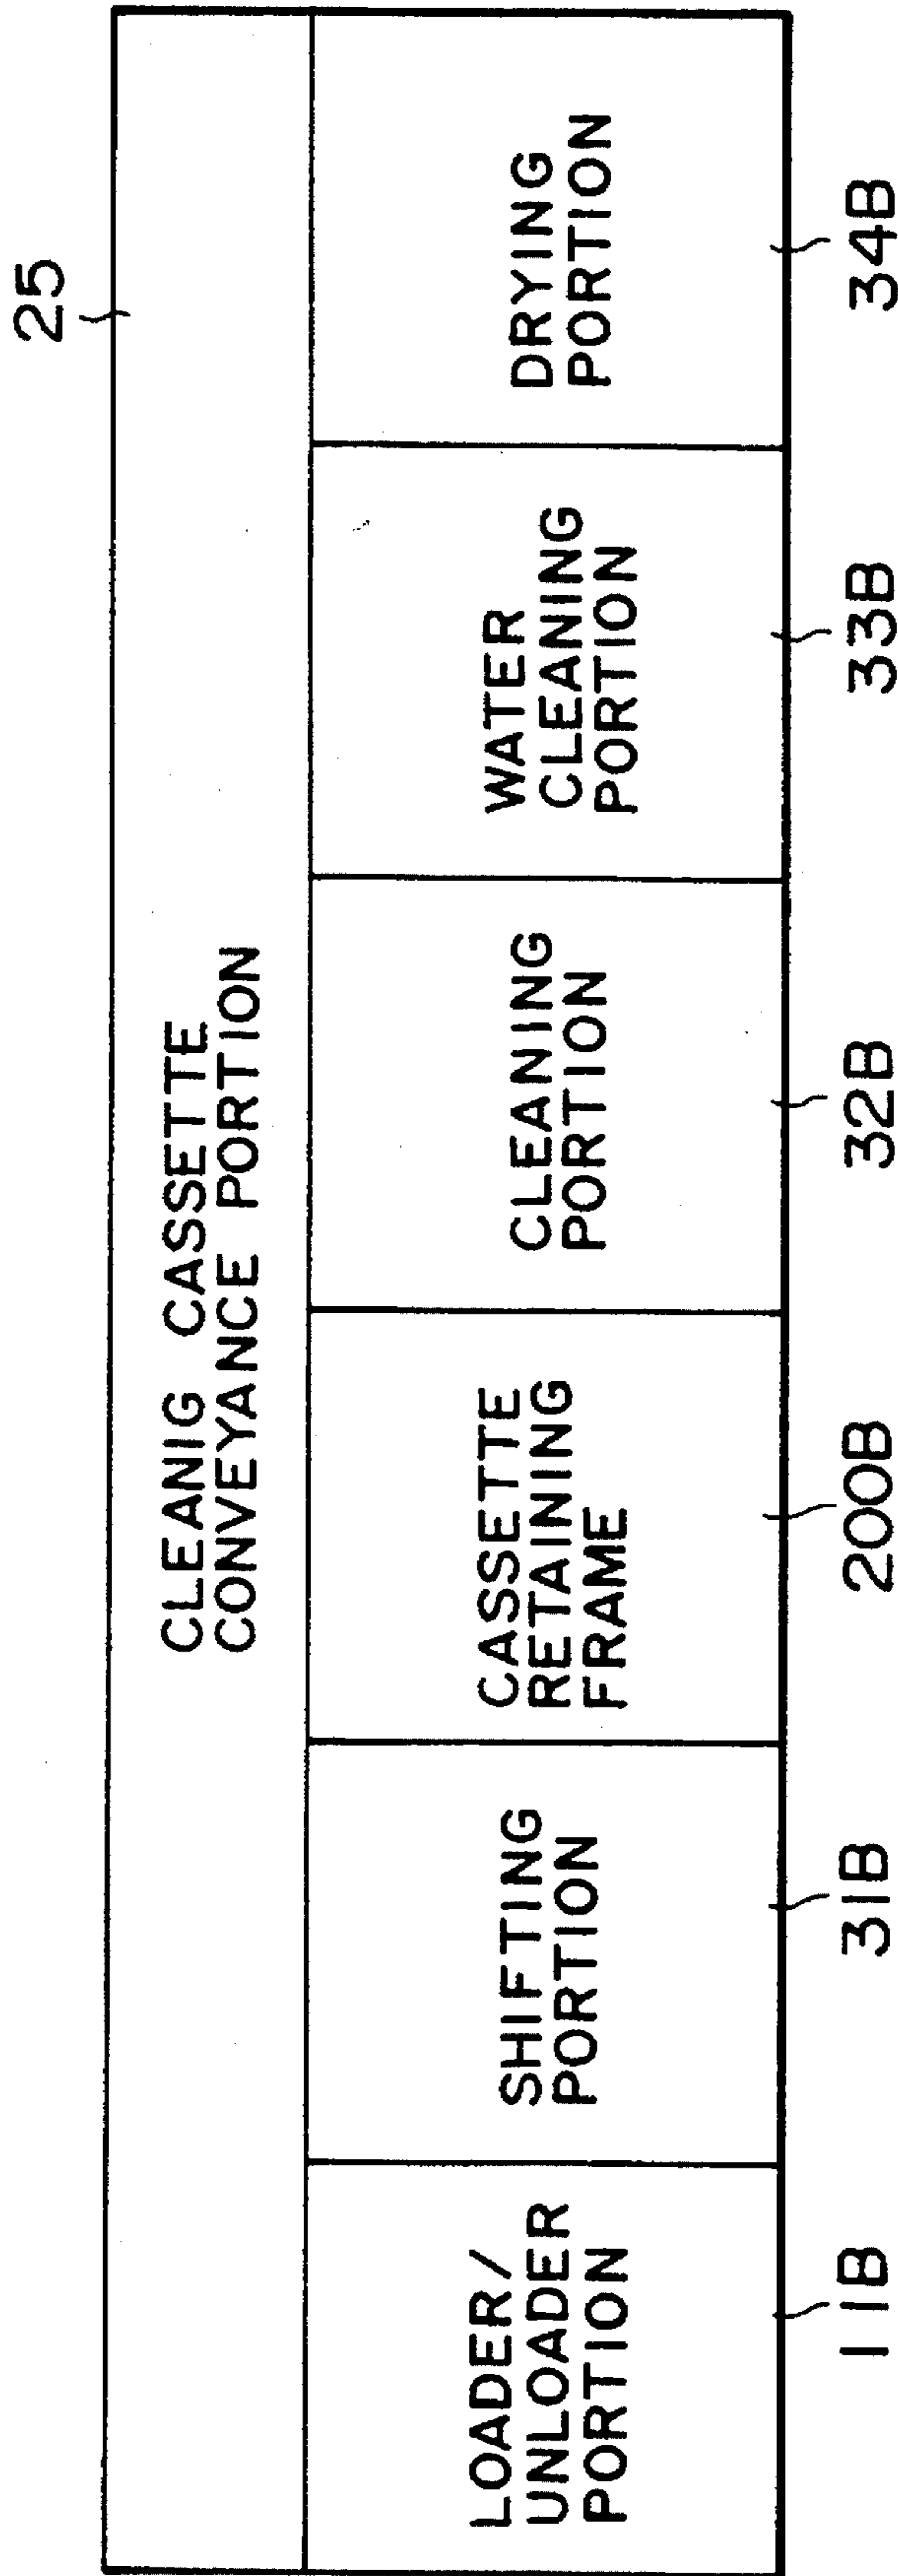 25
CLEANIG CASSETTE
CONVEYANCE PORTION
LOADER/
UNLOADER
PORTION
SHIFTING
PORTION
CASSETTE
RETAINING
FRAME
CLEANING
PORTION
WATER
CLEANING
PORTION
DRYING
PORTION
11B
31B
200B
32B
33B
34B